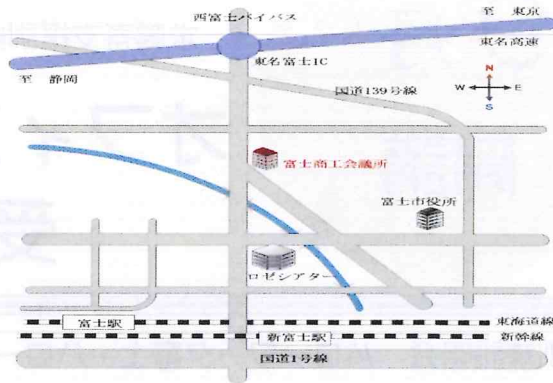 西富士バイパス
至 東京
東名高速
東名富士IC
至 静岡
国道139号線
N
W E
S
富士商工会議所
富士市役所
ロゼシアター
富士駅
東海道線
新富士駅
新幹線
国道1号線